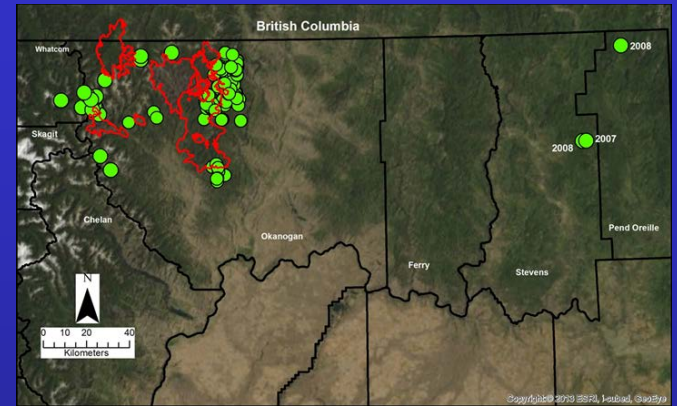 British Columbia
Whatcom
2008
Skagit
2008 2007
Chelan
Okanogan
Pend Oreille
Ferry
Stevens
N
0 10 20 40
Kilometers
Copyright:© 2013 ESRI, i-cubed, GeoEye